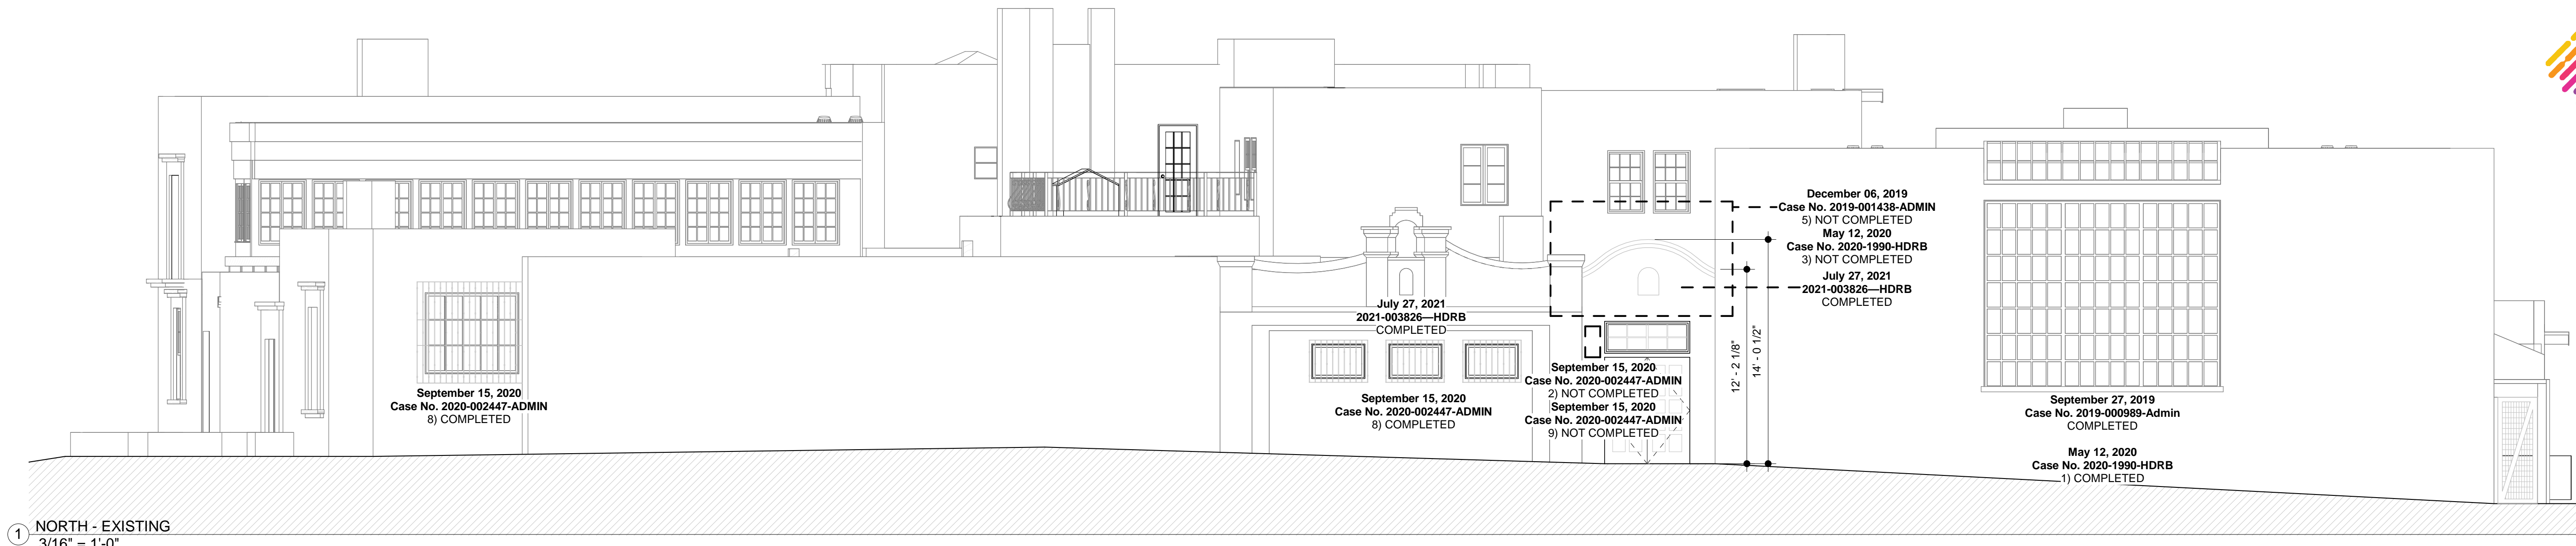 December 06, 2019
Case No. 2019-001438-ADMIN
5) NOT COMPLETED
May 12, 2020
Case No. 2020-1990-HDRB
3) NOT COMPLETED
July 27, 2021
2021-003826—HDRB
COMPLETED
July 27, 2021
2021-003826—HDRB
COMPLETED
12' - 2 1/8"
14' - 0 1/2"
September 15, 2020
Case No. 2020-002447-ADMIN
8) COMPLETED
September 15, 2020
Case No. 2020-002447-ADMIN
8) COMPLETED
September 15, 2020
Case No. 2020-002447-ADMIN
2) NOT COMPLETED
September 15, 2020
Case No. 2020-002447-ADMIN
9) NOT COMPLETED
September 27, 2019
Case No. 2019-000989-Admin
COMPLETED
May 12, 2020
Case No. 2020-1990-HDRB
1) COMPLETED
1 NORTH - EXISTING
3/16" = 1'-0"